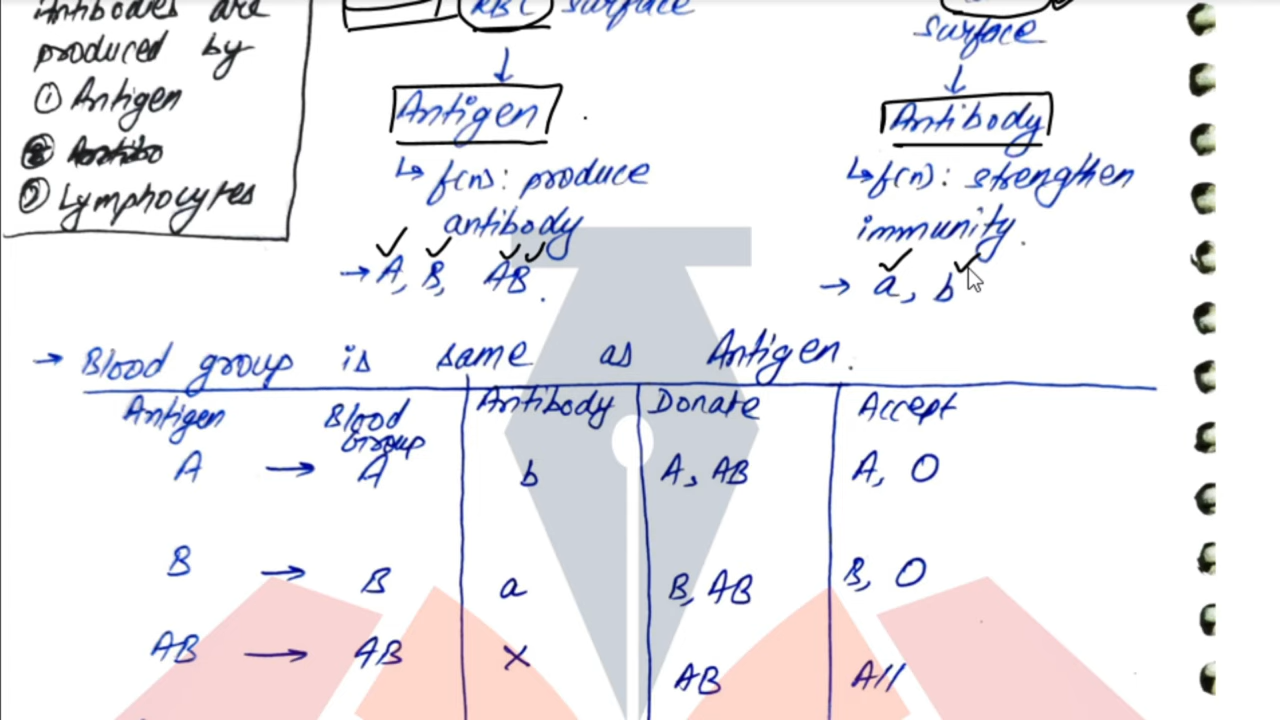 Antibodies are
produced by
① Antigen
② Lymphocytes
RBC surface
Antigen
↳ f(n): produce
antibody
→ A, B, AB.
surface
Antibody
↳ f(n): strengthen
immunity.
→ a, b
→ Blood group is same as Antigen.
Antigen Blood Group Antibody Donate Accept
A → A b A, AB A, O
B → B a B, AB B, O
AB → AB × AB All